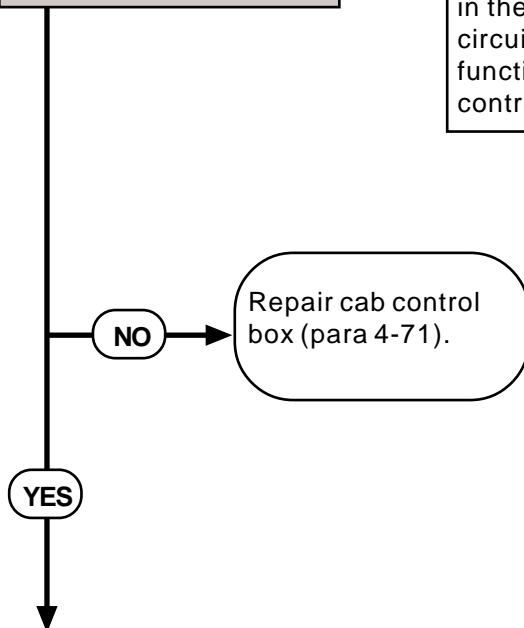 in the
circui
functi
contr
Repair cab control
box (para 4-71).
NO
YES